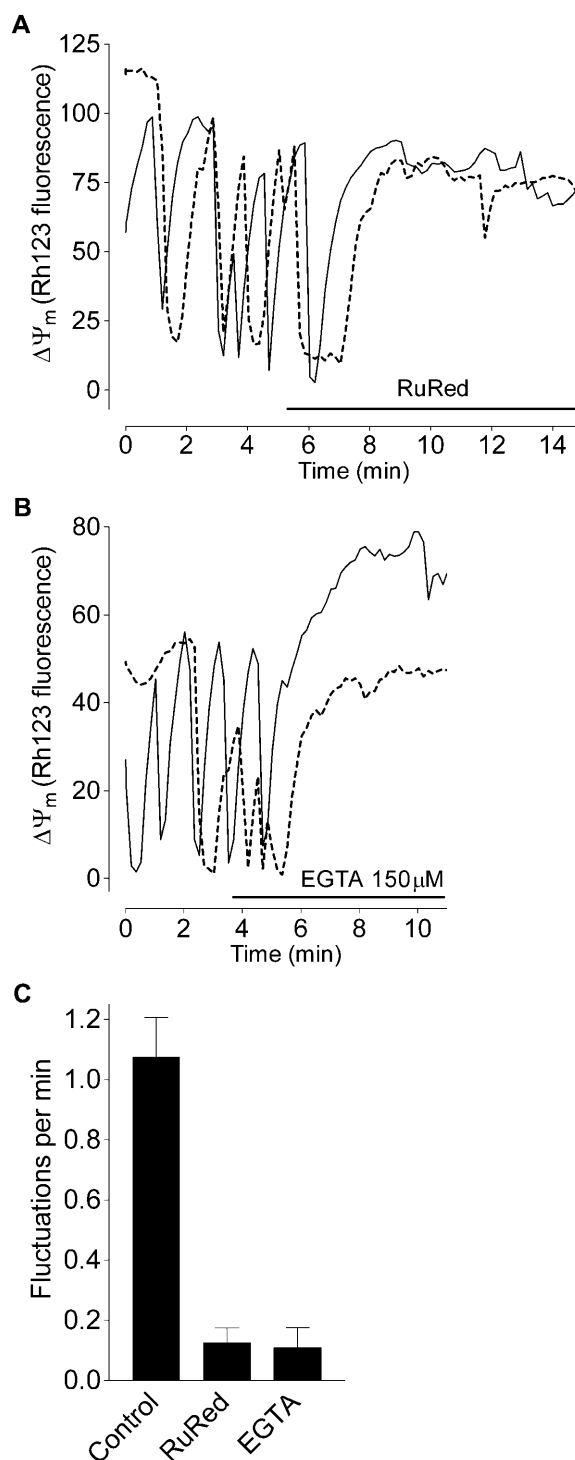 A
ΔΨm (Rh123 fluorescence)
125
100
75
50
25
0
RuRed
0 2 4 6 8 10 12 14
Time (min)
B
ΔΨm (Rh123 fluorescence)
80
60
40
20
0
EGTA 150µM
0 2 4 6 8 10
Time (min)
C
Fluctuations per min
1.2
1.0
0.8
0.6
0.4
0.2
0.0
Control
RuRed
EGTA